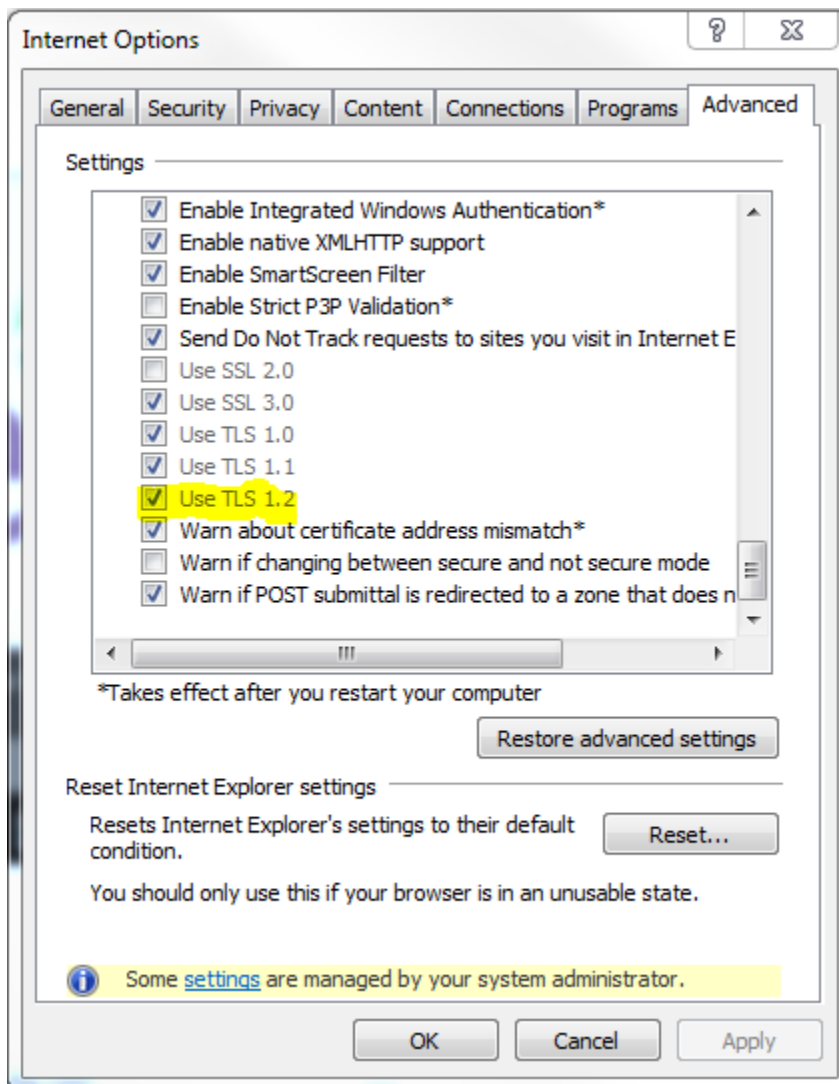 Internet Options
General Security Privacy Content Connections Programs Advanced
Settings
Enable Integrated Windows Authentication*
Enable native XMLHTTP support
Enable SmartScreen Filter
Enable Strict P3P Validation*
Send Do Not Track requests to sites you visit in Internet E
Use SSL 2.0
Use SSL 3.0
Use TLS 1.0
Use TLS 1.1
Use TLS 1.2
Warn about certificate address mismatch*
Warn if changing between secure and not secure mode
Warn if POST submittal is redirected to a zone that does n
*Takes effect after you restart your computer
Restore advanced settings
Reset Internet Explorer settings
Resets Internet Explorer's settings to their default
condition.
Reset...
You should only use this if your browser is in an unusable state.
Some settings are managed by your system administrator.
OK Cancel Apply